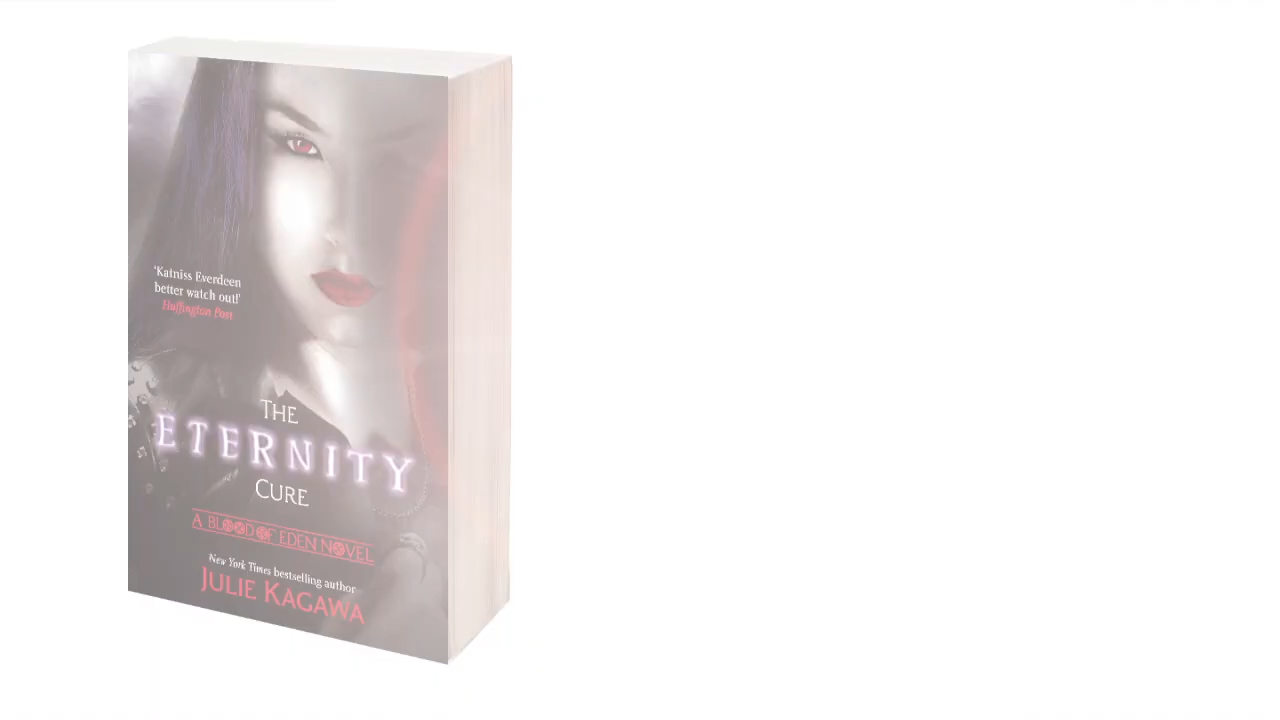 'Katniss Everdeen
better watch out!'
Huffington Post
THE
ETERNITY
CURE
A BLOOD OF EDEN NOVEL
New York Times bestselling author
JULIE KAGAWA